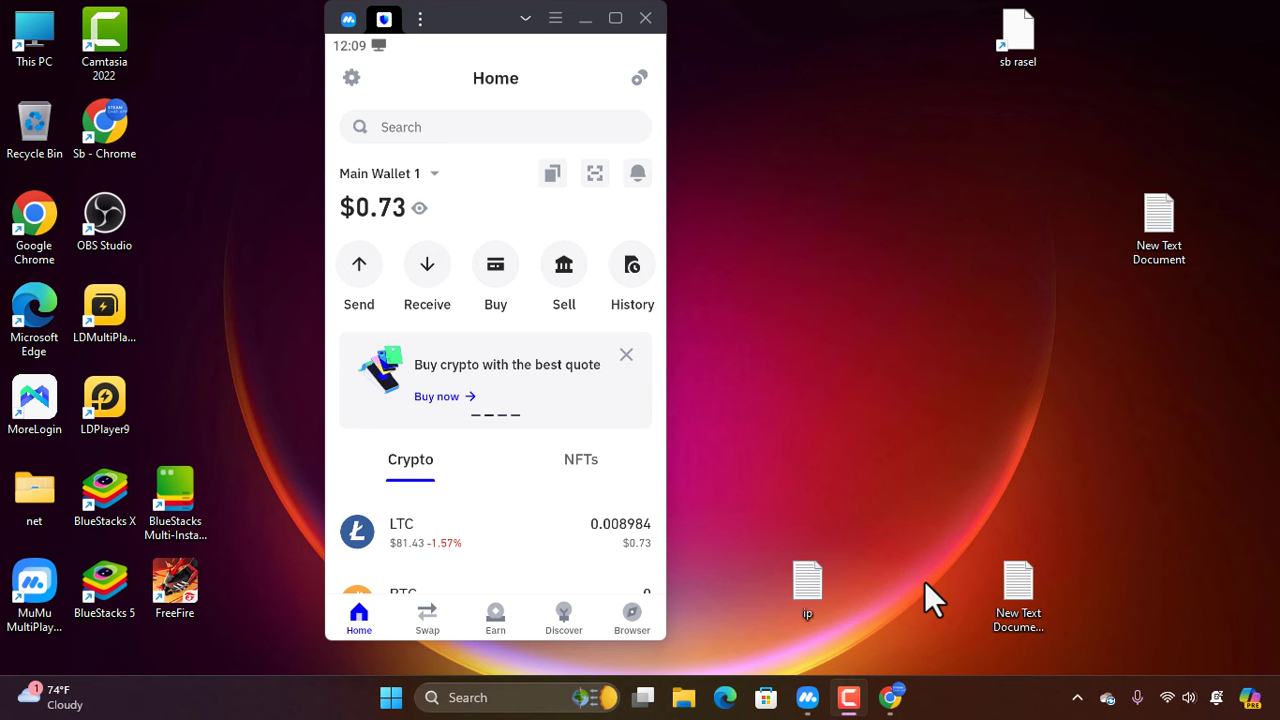 This PC
Camtasia
2022
Recycle Bin
Sb - Chrome
Google
Chrome
OBS Studio
Microsoft
Edge
LDMultiPla...
MoreLogin
LDPlayer9
net
BlueStacks X
BlueStacks
Multi-Insta...
MuMu
MultiPlay...
BlueStacks 5
FreeFire
12:09
Home
Search
Main Wallet 1
$0.73
Send
Receive
Buy
Sell
History
Buy crypto with the best quote
Buy now
Crypto
NFTs
LTC
0.008984
$81.43 -1.57%
$0.73
BTC
0
Home
Swap
Earn
Discover
Browser
sb rasel
New Text
Document
ip
New Text
Docume...
1
74°F
Cloudy
Search
PRE